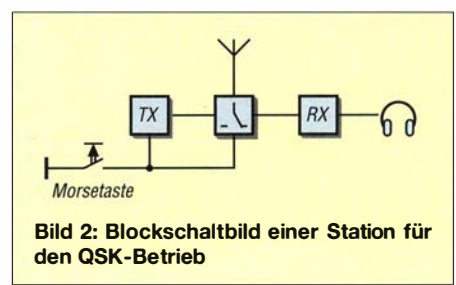 TX
RX
Morsetaste
Bild 2: Blockschaltbild einer Station für
den QSK-Betrieb